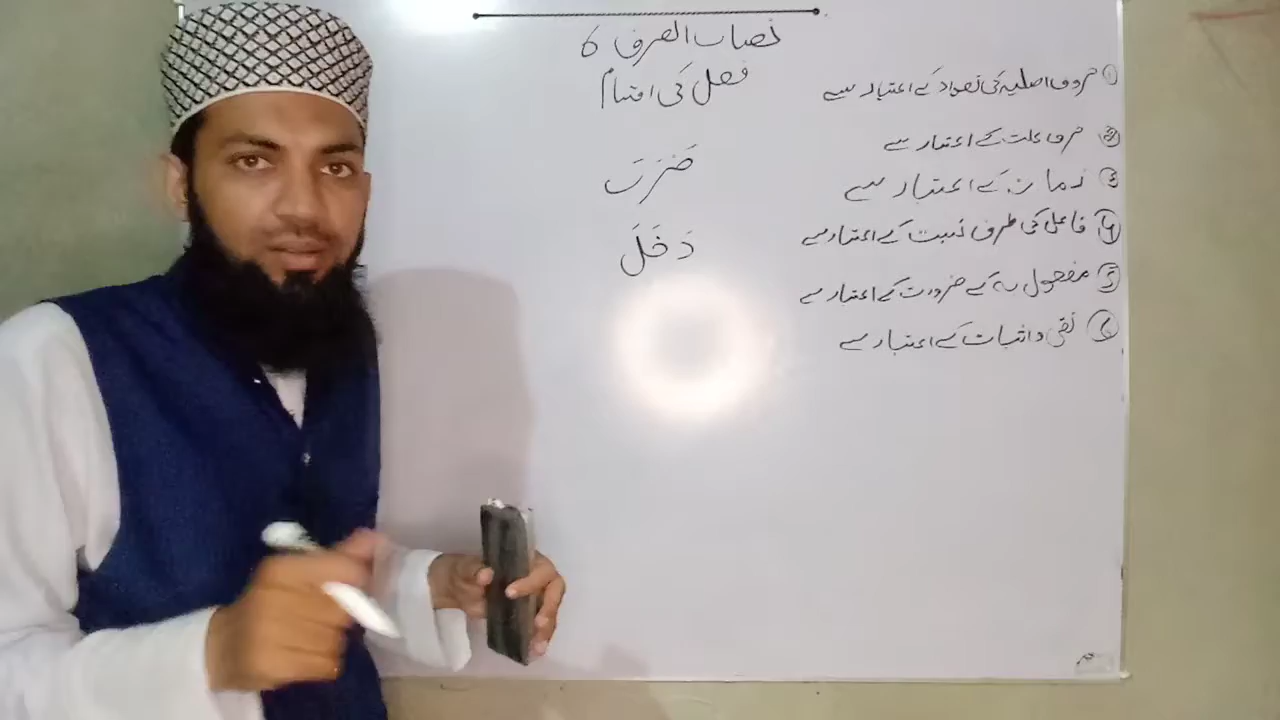 نصاب الصرف 6
فعل کی اقسام
① حروف اصلیہ کی تعداد کے اعتبار سے
② حرف علت کے اعتبار سے
③ زمانہ کے اعتبار سے
④ فاعل کی طرف نسبت کے اعتبار سے
⑤ مفعول بہ کے ضرورت کے اعتبار سے
⑥ نفی و اثبات کے اعتبار سے
ضَرَبَ
دَخَلَ